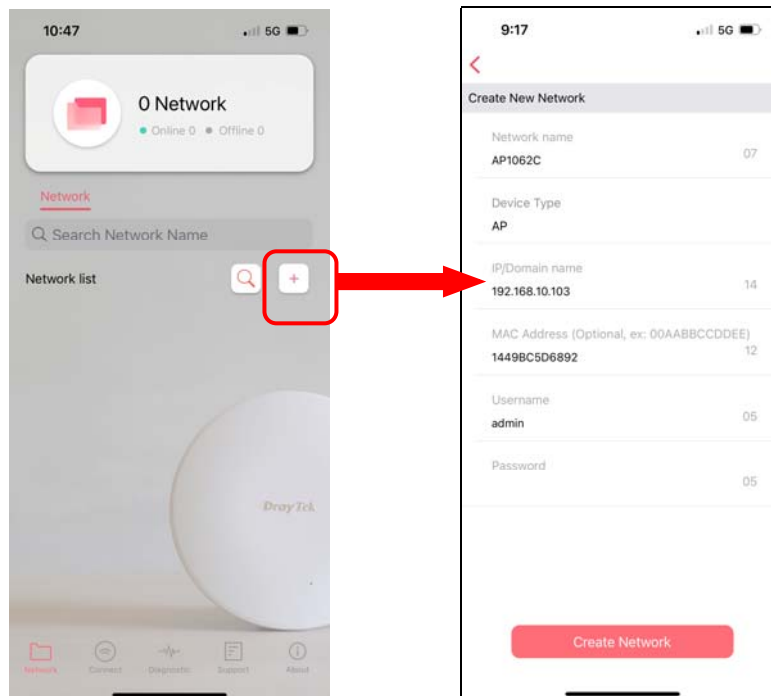 10:47
5G
0 Network
Online 0 Offline 0
Network
Search Network Name
Network list
+
DrayTek
Network Connect Diagnostic Support About
9:17
5G
Create New Network
Network name
AP1062C 07
Device Type
AP
IP/Domain name
192.168.10.103 14
MAC Address (Optional, ex: 00AABBCCDDEE)
1449BC5D6892 12
Username
admin 05
Password
05
Create Network